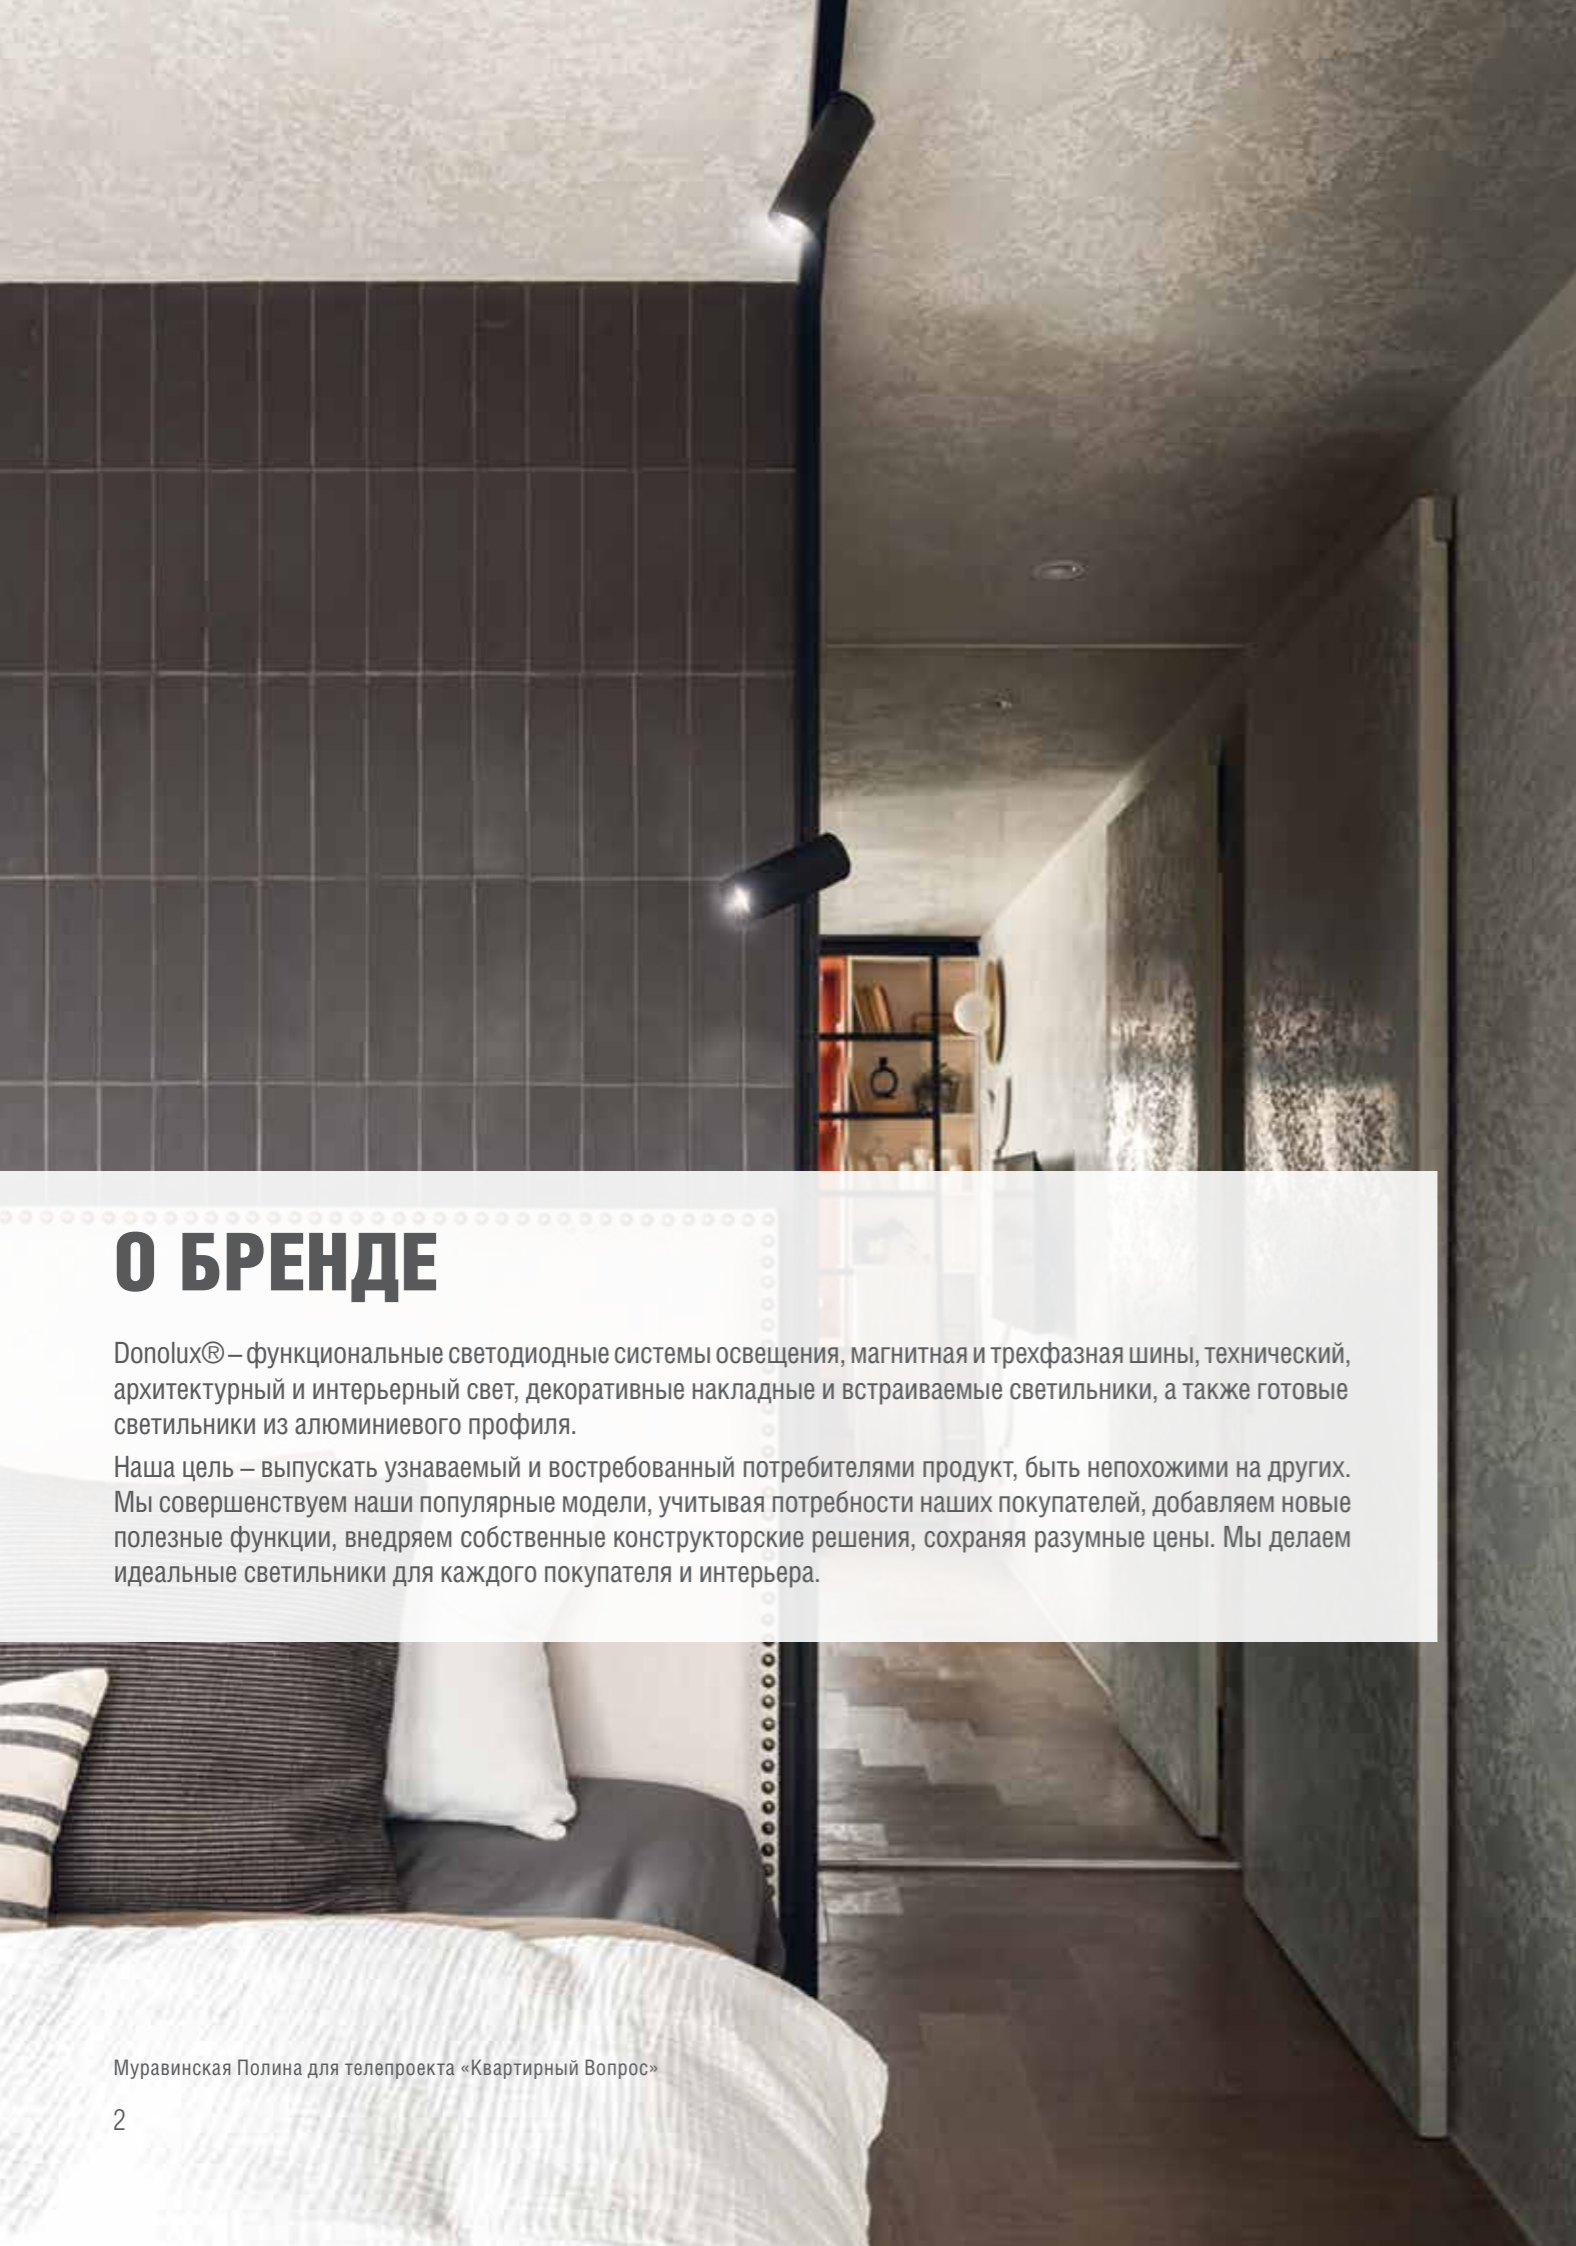 О БРЕНДЕ
Donolux® – функциональные светодиодные системы освещения, магнитная и трехфазная шины, технический,
архитектурный и интерьерный свет, декоративные накладные и встраиваемые светильники, а также готовые
светильники из алюминиевого профиля.
Наша цель – выпускать узнаваемый и востребованный потребителями продукт, быть непохожими на других.
Мы совершенствуем наши популярные модели, учитывая потребности наших покупателей, добавляем новые
полезные функции, внедряем собственные конструкторские решения, сохраняя разумные цены. Мы делаем
идеальные светильники для каждого покупателя и интерьера.
Муравинская Полина для телепроекта «Квартирный Вопрос»
2